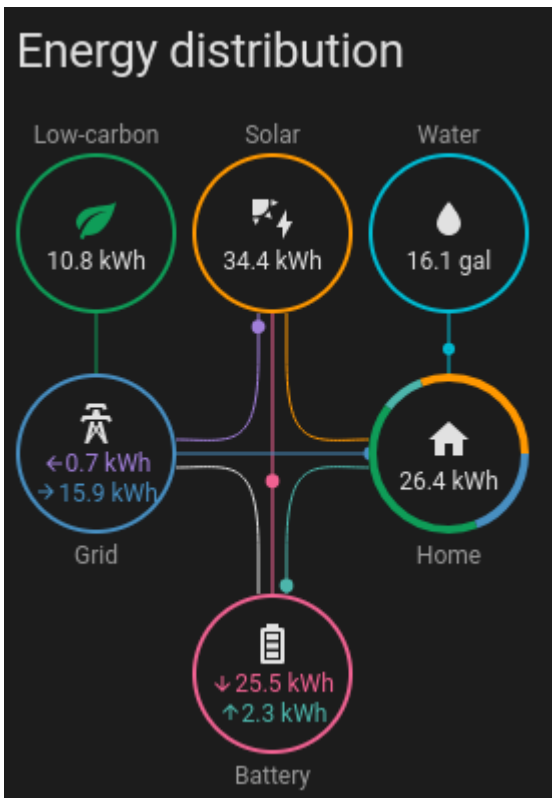 Energy distribution
Low-carbon Solar Water
10.8 kWh 34.4 kWh 16.1 gal
←0.7 kWh
→15.9 kWh
26.4 kWh
Grid Home
↓25.5 kWh
↑2.3 kWh
Battery